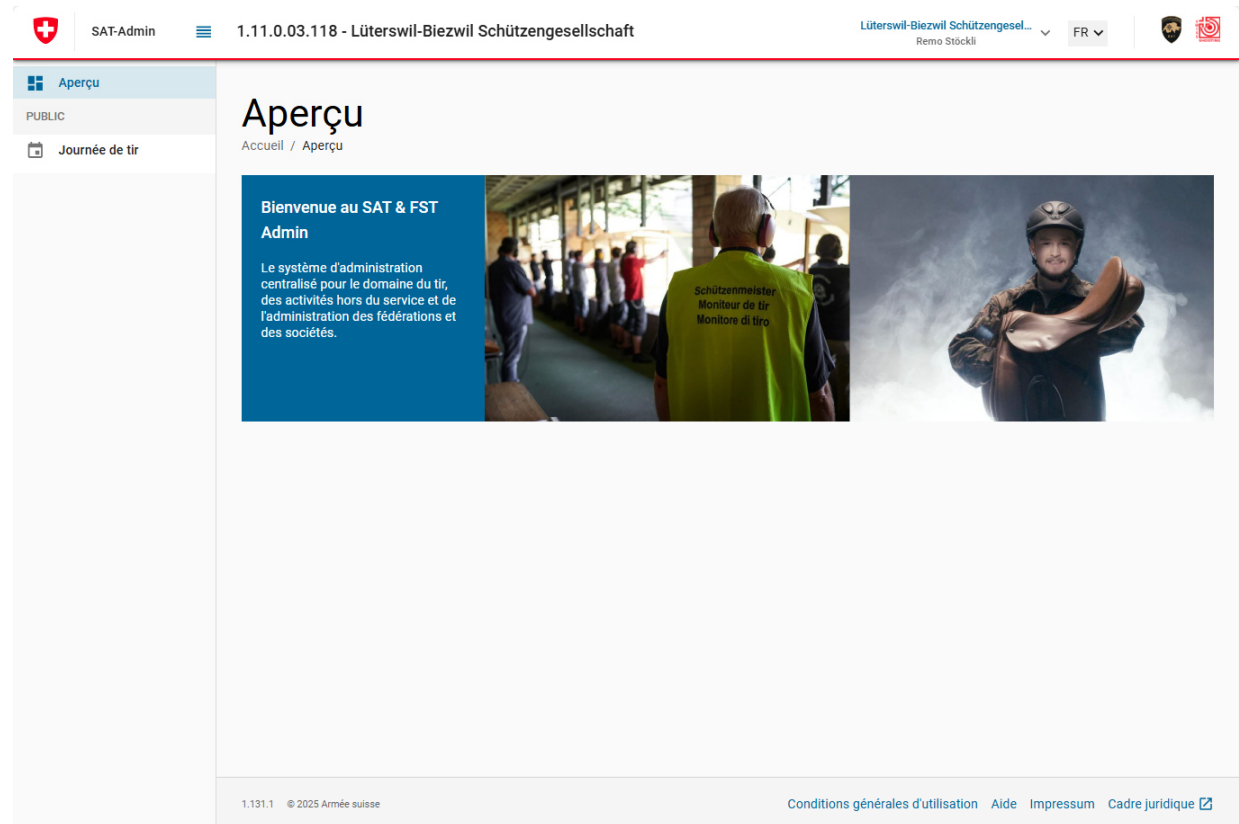 SAT-Admin
1.11.0.03.118 - Lüterswil-Biezwil Schützengesellschaft
Lüterswil-Biezwil Schützengesel...
Remo Stöckli
FR
Aperçu
PUBLIC
Journée de tir
Aperçu
Accueil / Aperçu
Bienvenue au SAT & FST
Admin
Le système d'administration
centralisé pour le domaine du tir,
des activités hors du service et de
l'administration des fédérations et
des sociétés.
Schützenmeister
Moniteur de tir
Monitore di tiro
1.131.1 © 2025 Armée suisse
Conditions générales d'utilisation Aide Impressum Cadre juridique